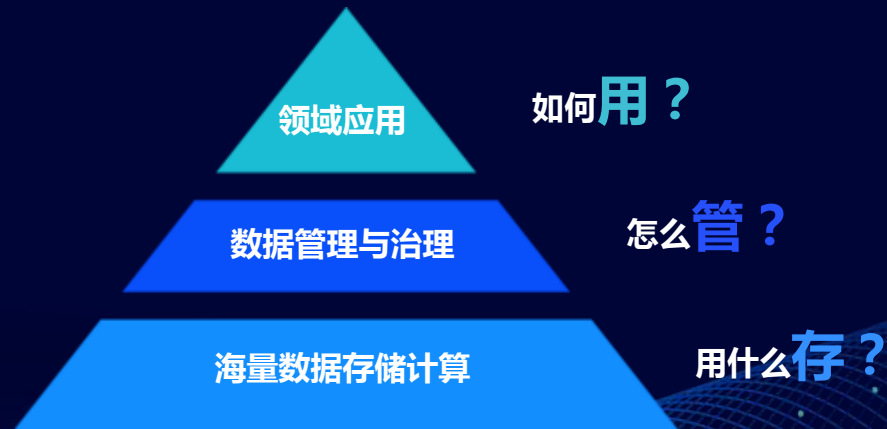 领域应用
如何用？
数据管理与治理
怎么管？
海量数据存储计算
用什么存？